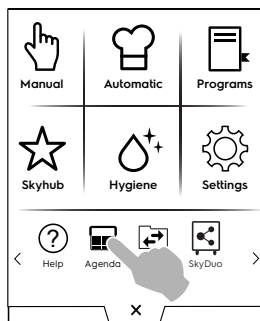 Manual Automatic Programs
Skyhub Hygiene Settings
?
< Help Agenda SkyDuo >
X